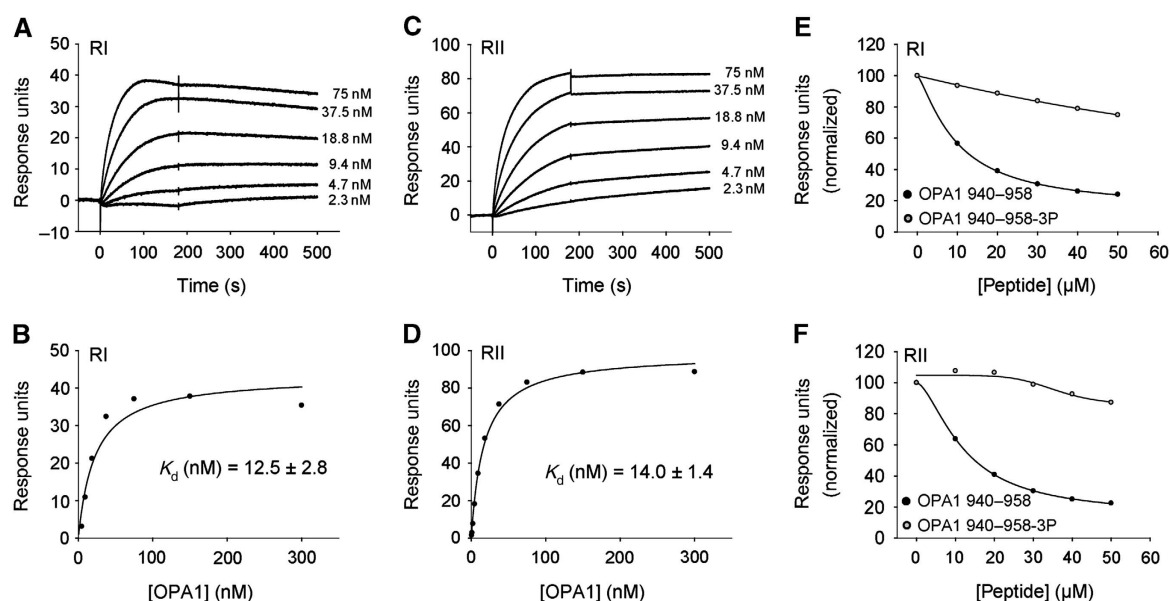 A
RI
Response units
50
40
30
20
10
0
–10
75 nM
37.5 nM
18.8 nM
9.4 nM
4.7 nM
2.3 nM
0 100 200 300 400 500
Time (s)
C
RII
Response units
100
80
60
40
20
0
75 nM
37.5 nM
18.8 nM
9.4 nM
4.7 nM
2.3 nM
0 100 200 300 400 500
Time (s)
E
RI
Response units
(normalized)
120
100
80
60
40
20
0
OPA1 940–958
OPA1 940–958-3P
0 10 20 30 40 50 60
[Peptide] (µM)
B
RI
Response units
50
40
30
20
10
0
Kd (nM) = 12.5 ± 2.8
0 100 200 300
[OPA1] (nM)
D
RII
Response units
100
80
60
40
20
0
Kd (nM) = 14.0 ± 1.4
0 100 200 300
[OPA1] (nM)
F
RII
Response units
(normalized)
120
100
80
60
40
20
0
OPA1 940–958
OPA1 940–958-3P
0 10 20 30 40 50 60
[Peptide] (µM)